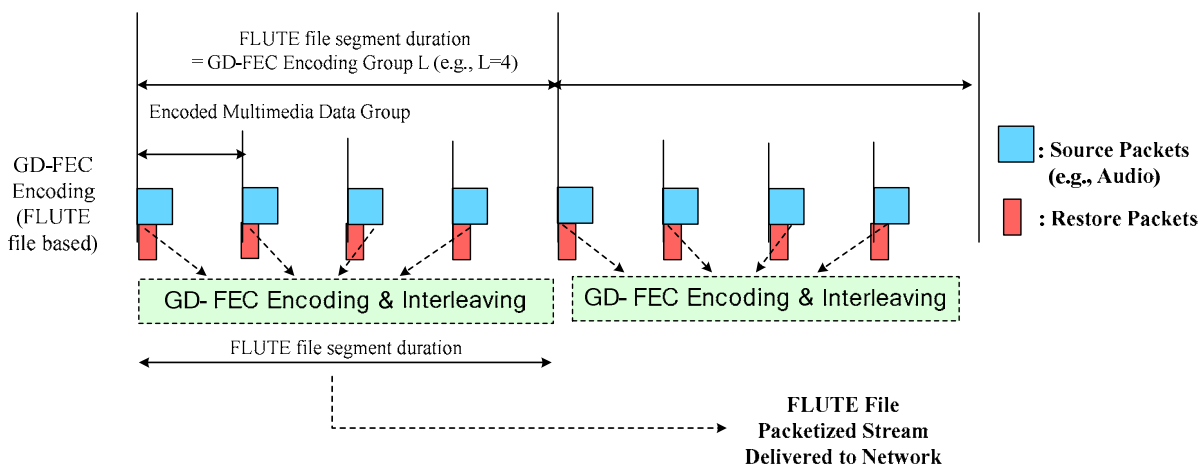 FLUTE file segment duration
= GD-FEC Encoding Group L (e.g., L=4)
Encoded Multimedia Data Group
GD-FEC
Encoding
(FLUTE
file based)
: Source Packets
(e.g., Audio)
: Restore Packets
GD- FEC Encoding & Interleaving
GD- FEC Encoding & Interleaving
FLUTE file segment duration
FLUTE File
Packetized Stream
Delivered to Network